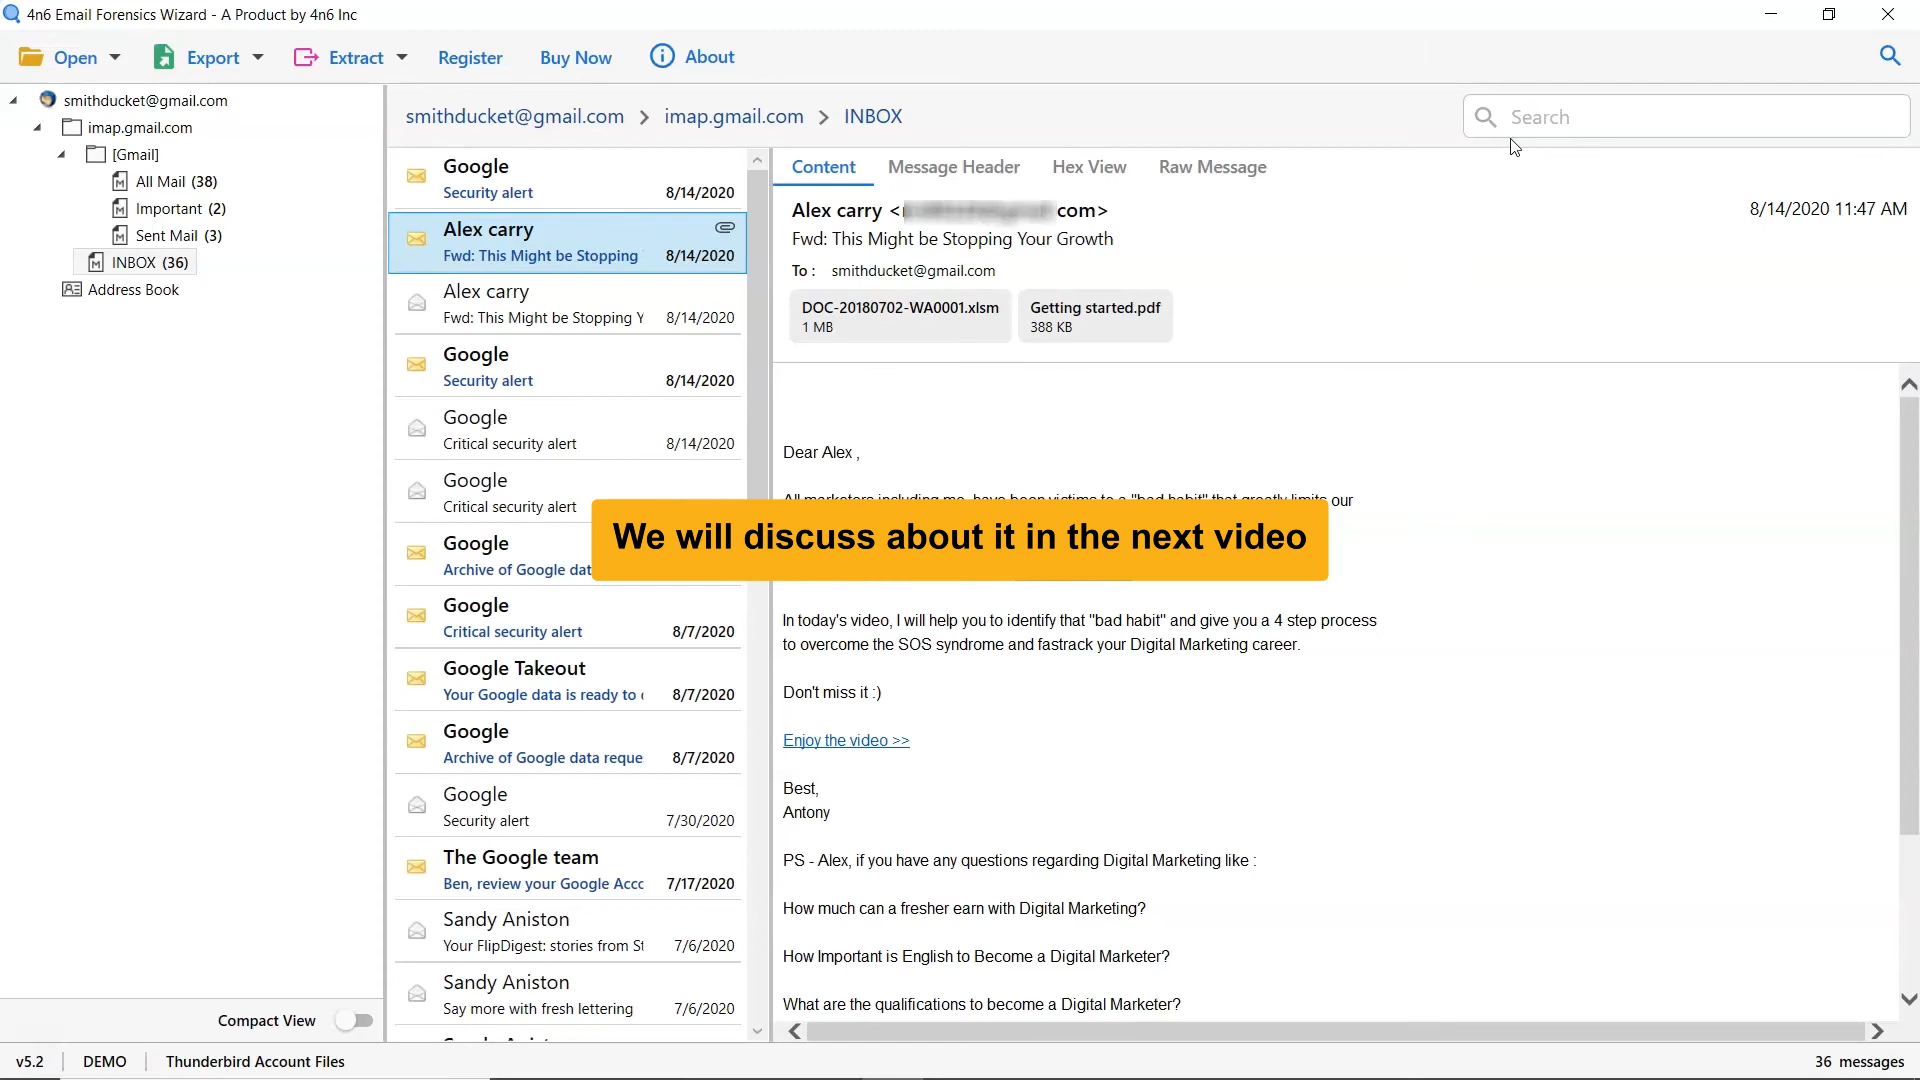 4n6 Email Forensics Wizard - A Product by 4n6 Inc
Open
Export
Extract
Register
Buy Now
About
smithducket@gmail.com
imap.gmail.com
[Gmail]
All Mail (38)
Important (2)
Sent Mail (3)
INBOX (36)
Address Book
Compact View
smithducket@gmail.com > imap.gmail.com > INBOX
Search
Google
Security alert 8/14/2020
Alex carry
Fwd: This Might be Stopping 8/14/2020
Alex carry
Fwd: This Might be Stopping Y 8/14/2020
Google
Security alert 8/14/2020
Google
Critical security alert 8/14/2020
Google
Critical security alert
Google
Archive of Google dat
Google
Critical security alert 8/7/2020
Google Takeout
Your Google data is ready to 8/7/2020
Google
Archive of Google data reque 8/7/2020
Google
Security alert 7/30/2020
The Google team
Ben, review your Google Acc 7/17/2020
Sandy Aniston
Your FlipDigest: stories from St 7/6/2020
Sandy Aniston
Say more with fresh lettering 7/6/2020
Content Message Header Hex View Raw Message
Alex carry < com> 8/14/2020 11:47 AM
Fwd: This Might be Stopping Your Growth
To : smithducket@gmail.com
DOC-20180702-WA0001.xlsm
1 MB
Getting started.pdf
388 KB
Dear Alex ,
All marketers including me, have been victims to a "bad habit" that greatly limits our
We will discuss about it in the next video
In today's video, I will help you to identify that "bad habit" and give you a 4 step process
to overcome the SOS syndrome and fastrack your Digital Marketing career.
Don't miss it :)
Enjoy the video >>
Best,
Antony
PS - Alex, if you have any questions regarding Digital Marketing like :
How much can a fresher earn with Digital Marketing?
How Important is English to Become a Digital Marketer?
What are the qualifications to become a Digital Marketer?
v5.2 DEMO Thunderbird Account Files 36 messages